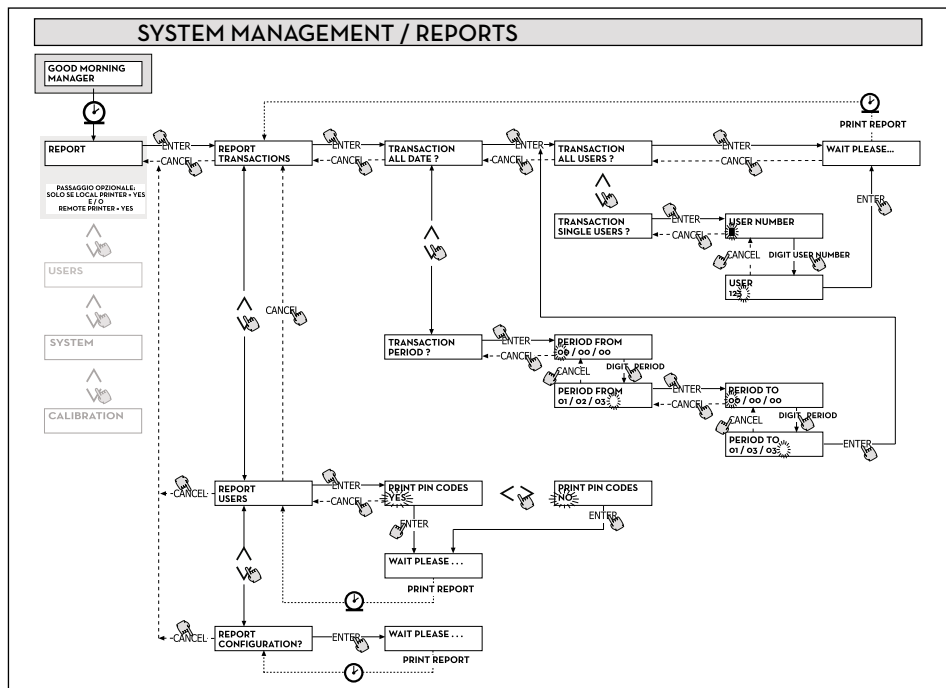 SYSTEM MANAGEMENT / REPORTS
GOOD MORNING
MANAGER
PRINT REPORT
REPORT
ENTER
CANCEL
REPORT
TRANSACTIONS
ENTER
CANCEL
TRANSACTION
ALL DATE ?
ENTER
CANCEL
TRANSACTION
ALL USERS ?
ENTER
CANCEL
WAIT PLEASE...
PASSAGGIO OPZIONALE:
SOLO SE LOCAL PRINTER = YES
E / O
REMOTE PRINTER = YES
ENTER
TRANSACTION
SINGLE USERS ?
ENTER
CANCEL
USER NUMBER
CANCEL
DIGIT USER NUMBER
USER
123
USERS
SYSTEM
CALIBRATION
CANCEL
TRANSACTION
PERIOD ?
ENTER
CANCEL
PERIOD FROM
00 / 00 / 00
CANCEL
DIGIT PERIOD
PERIOD FROM
01 / 02 / 03
ENTER
CANCEL
PERIOD TO
00 / 00 / 00
CANCEL
DIGIT PERIOD
PERIOD TO
01 / 03 / 03
ENTER
CANCEL
REPORT
USERS
ENTER
CANCEL
PRINT PIN CODES
YES
PRINT PIN CODES
NO
ENTER
ENTER
WAIT PLEASE . . .
PRINT REPORT
CANCEL
REPORT
CONFIGURATION?
ENTER
WAIT PLEASE . . .
PRINT REPORT